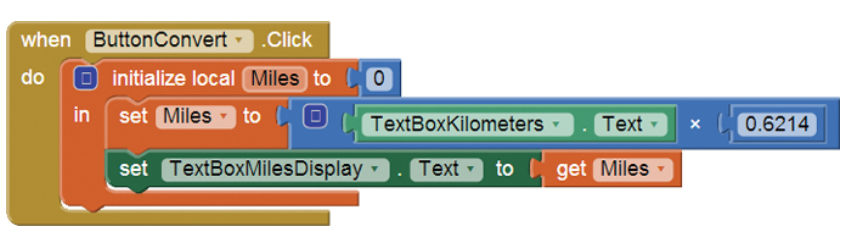 when ButtonConvert .Click
do initialize local Miles to 0
in set Miles to TextBoxKilometers . Text × 0.6214
set TextBoxMilesDisplay . Text to get Miles